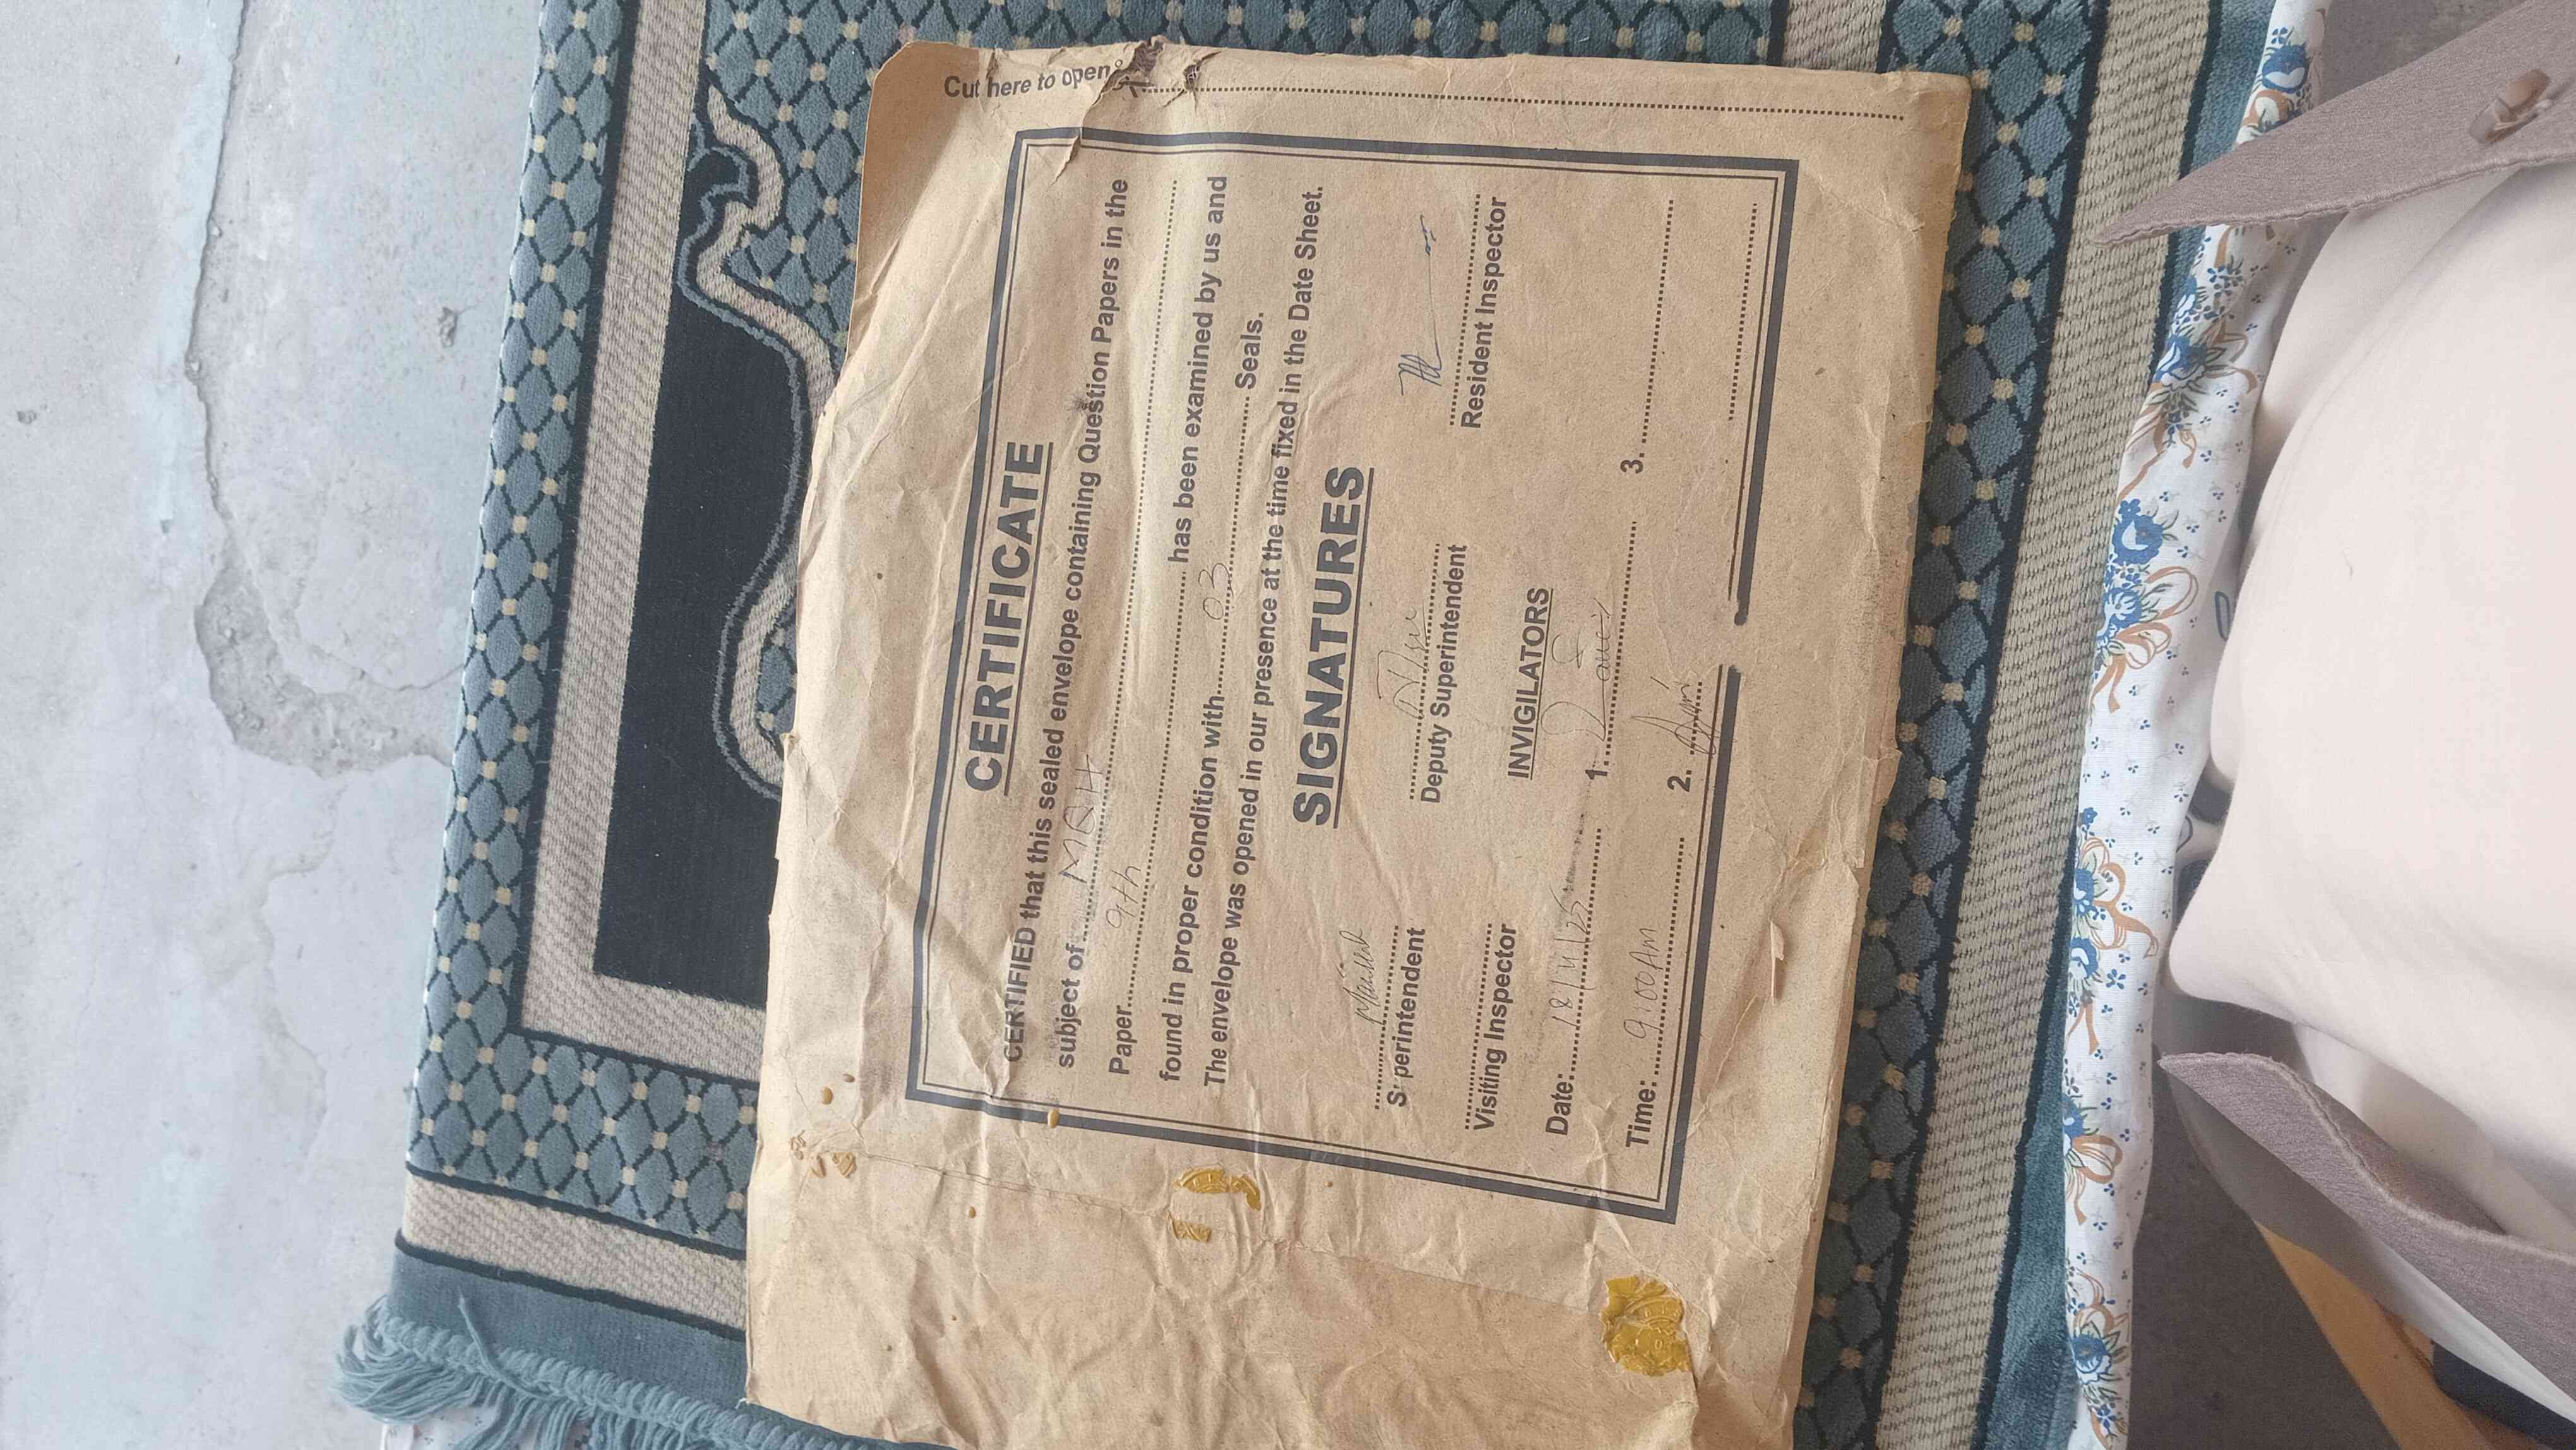 Cut here to open
CERTIFICATE
CERTIFIED that this sealed envelope containing Question Papers in the
subject of MATH
Paper 9th
has been examined by us and
found in proper condition with 03 Seals.
The envelope was opened in our presence at the time fixed in the Date Sheet.
SIGNATURES
S perintendent
Deputy Superintendent
Resident Inspector
Visiting Inspector
INVIGILATORS
Date: 18/4/25
1.
3.
Time: 9:00 AM
2.